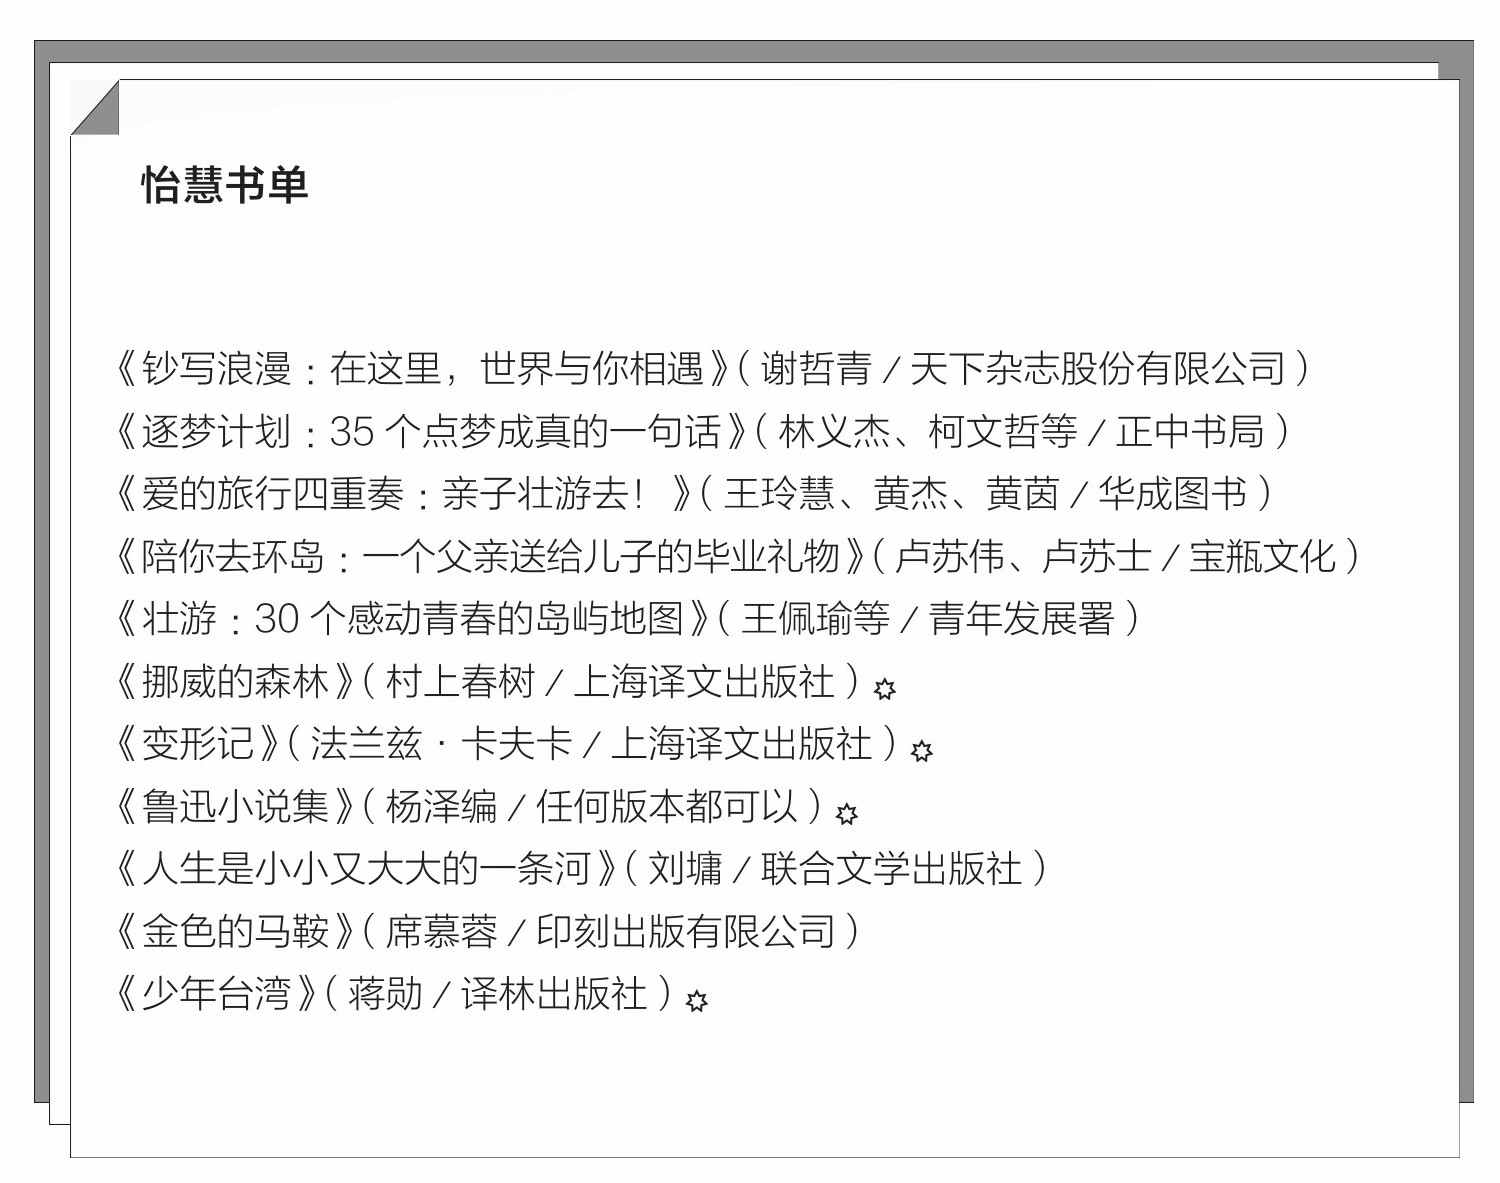 怡慧书单
《钞写浪漫：在这里，世界与你相遇》（谢哲青／天下杂志股份有限公司）
《逐梦计划：35 个点梦成真的一句话》（林义杰、柯文哲等／正中书局）
《爱的旅行四重奏：亲子壮游去！》（王玲慧、黄杰、黄茵／华成图书）
《陪你去环岛：一个父亲送给儿子的毕业礼物》（卢苏伟、卢苏士／宝瓶文化）
《壮游：30 个感动青春的岛屿地图》（王佩瑜等／青年发展署）
《挪威的森林》（村上春树／上海译文出版社）✡
《变形记》（法兰兹·卡夫卡／上海译文出版社）✡
《鲁迅小说集》（杨泽编／任何版本都可以）✡
《人生是小小又大大的一条河》（刘墉／联合文学出版社）
《金色的马鞍》（席慕蓉／印刻出版有限公司）
《少年台湾》（蒋勋／译林出版社）✡